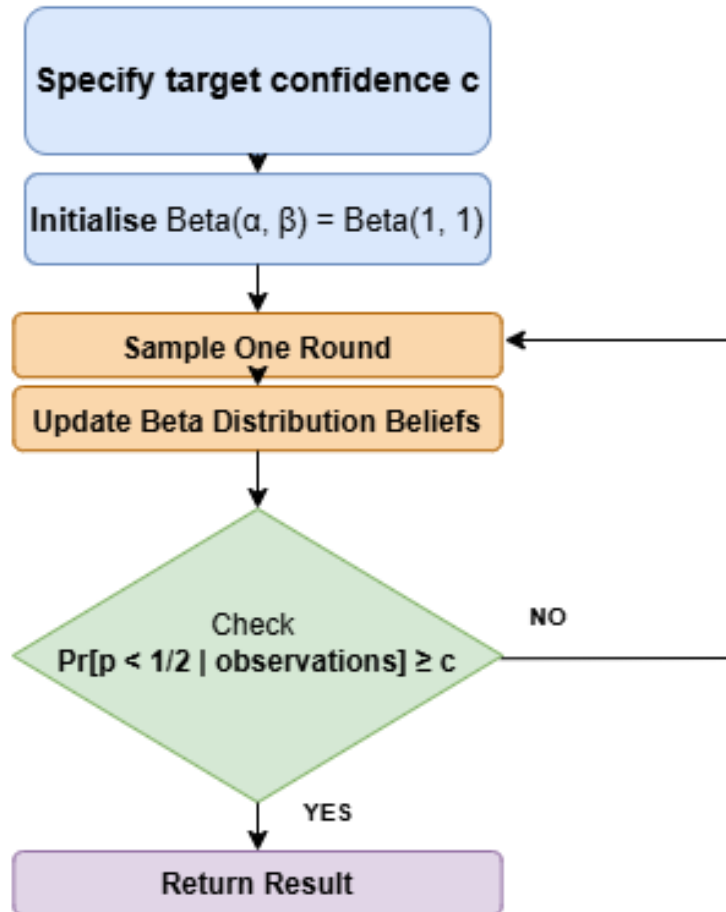 Specify target confidence c
Initialise Beta(α, β) = Beta(1, 1)
Sample One Round
Update Beta Distribution Beliefs
Check
Pr[p < 1/2 | observations] ≥ c
NO
YES
Return Result